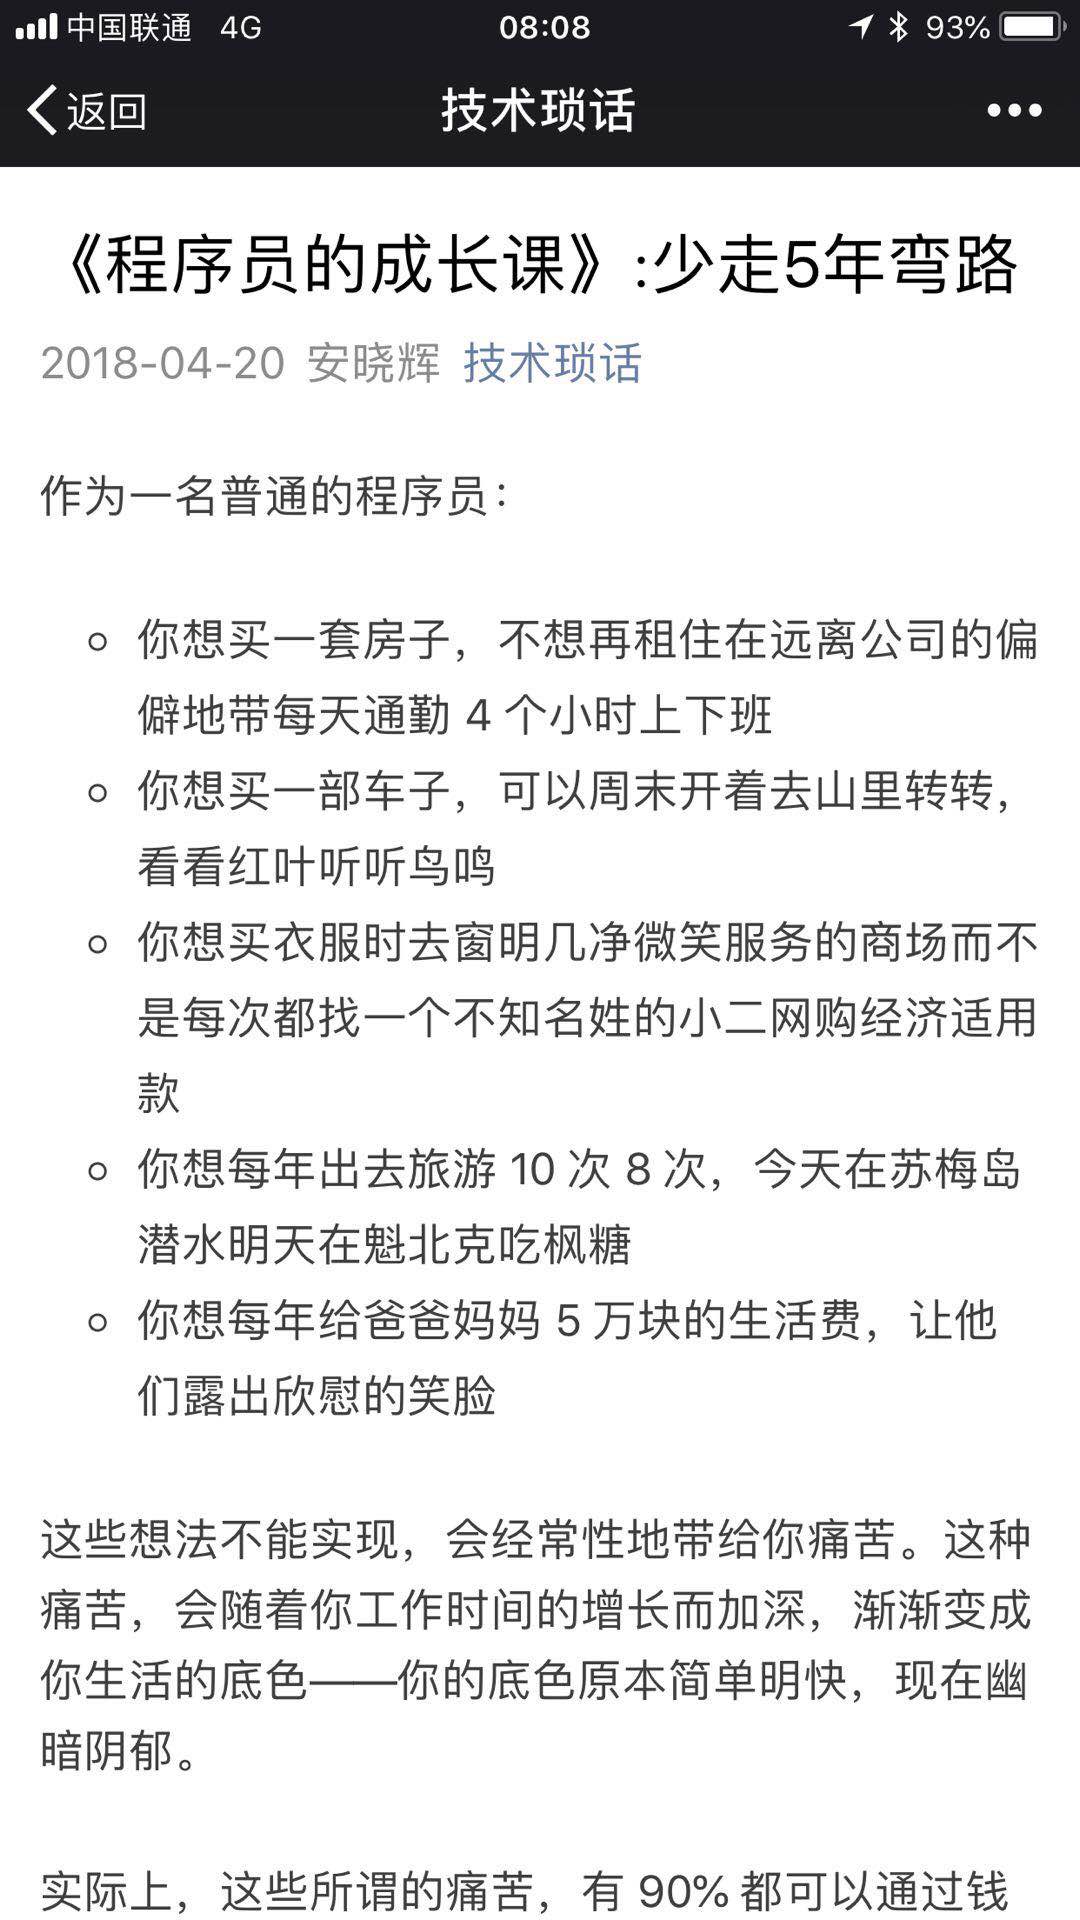 中国联通 4G 08:08 93%
返回 技术琐话
《程序员的成长课》:少走5年弯路
2018-04-20 安晓辉 技术琐话
作为一名普通的程序员：
你想买一套房子，不想再租住在远离公司的偏
僻地带每天通勤 4 个小时上下班
你想买一部车子，可以周末开着去山里转转，
看看红叶听听鸟鸣
你想买衣服时去窗明几净微笑服务的商场而不
是每次都找一个不知名姓的小二网购经济适用
款
你想每年出去旅游 10 次 8 次，今天在苏梅岛
潜水明天在魁北克吃枫糖
你想每年给爸爸妈妈 5 万块的生活费，让他
们露出欣慰的笑脸
这些想法不能实现，会经常性地带给你痛苦。这种
痛苦，会随着你工作时间的增长而加深，渐渐变成
你生活的底色——你的底色原本简单明快，现在幽
暗阴郁。
实际上，这些所谓的痛苦，有 90% 都可以通过钱